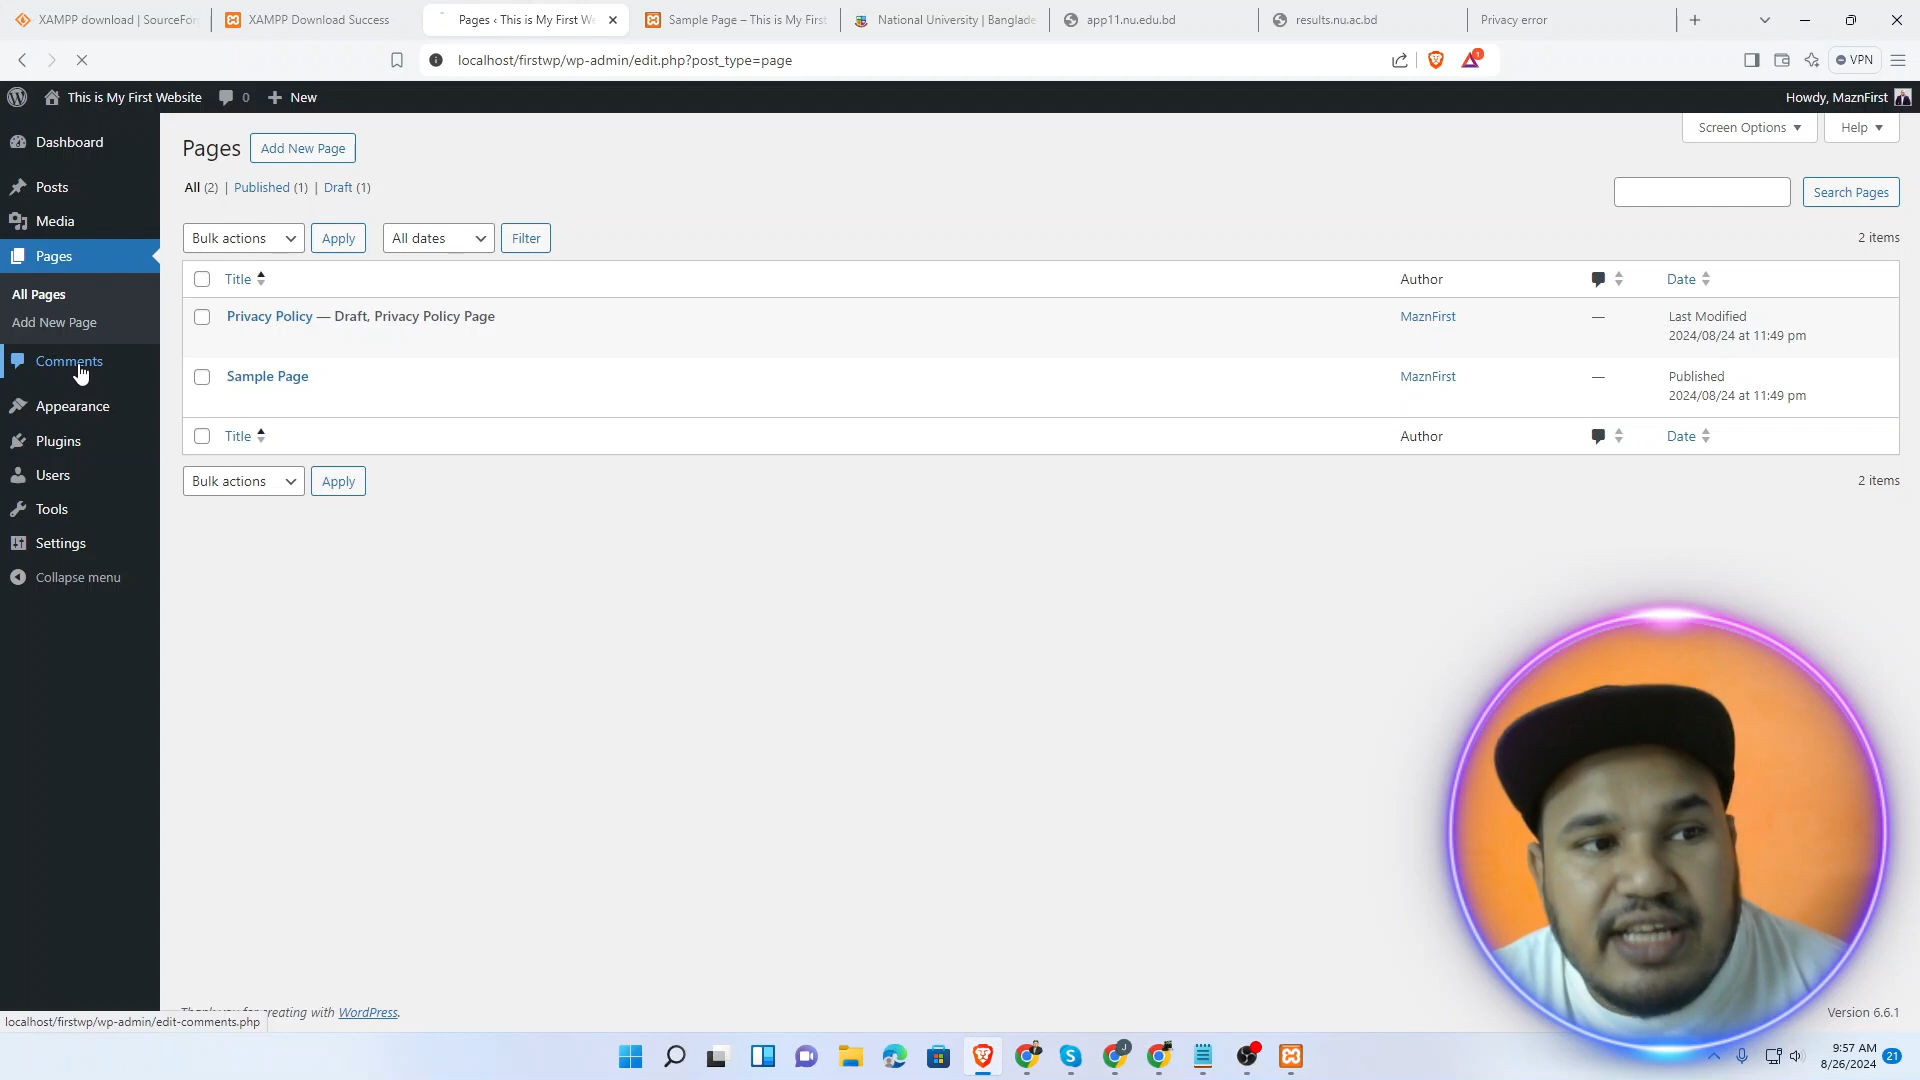 XAMPP download | SourceFor
XAMPP Download Success
Pages ‹ This is My First We
Sample Page – This is My First
National University | Banglade
app11.nu.edu.bd
results.nu.ac.bd
Privacy error
localhost/firstwp/wp-admin/edit.php?post_type=page
1
VPN
This is My First Website
0
New
Howdy, MaznFirst
Dashboard
Posts
Media
Pages
All Pages
Add New Page
Comments
Appearance
Plugins
Users
Tools
Settings
Collapse menu
Screen Options
Help
Pages
Add New Page
All (2) | Published (1) | Draft (1)
Search Pages
Bulk actions
Apply
All dates
Filter
2 items
Title
Author
Date
Privacy Policy — Draft, Privacy Policy Page
MaznFirst
—
Last Modified
2024/08/24 at 11:49 pm
Sample Page
MaznFirst
—
Published
2024/08/24 at 11:49 pm
Title
Author
Date
Bulk actions
Apply
2 items
Thank you for creating with WordPress.
Version 6.6.1
localhost/firstwp/wp-admin/edit-comments.php
J
9:57 AM
8/26/2024
21